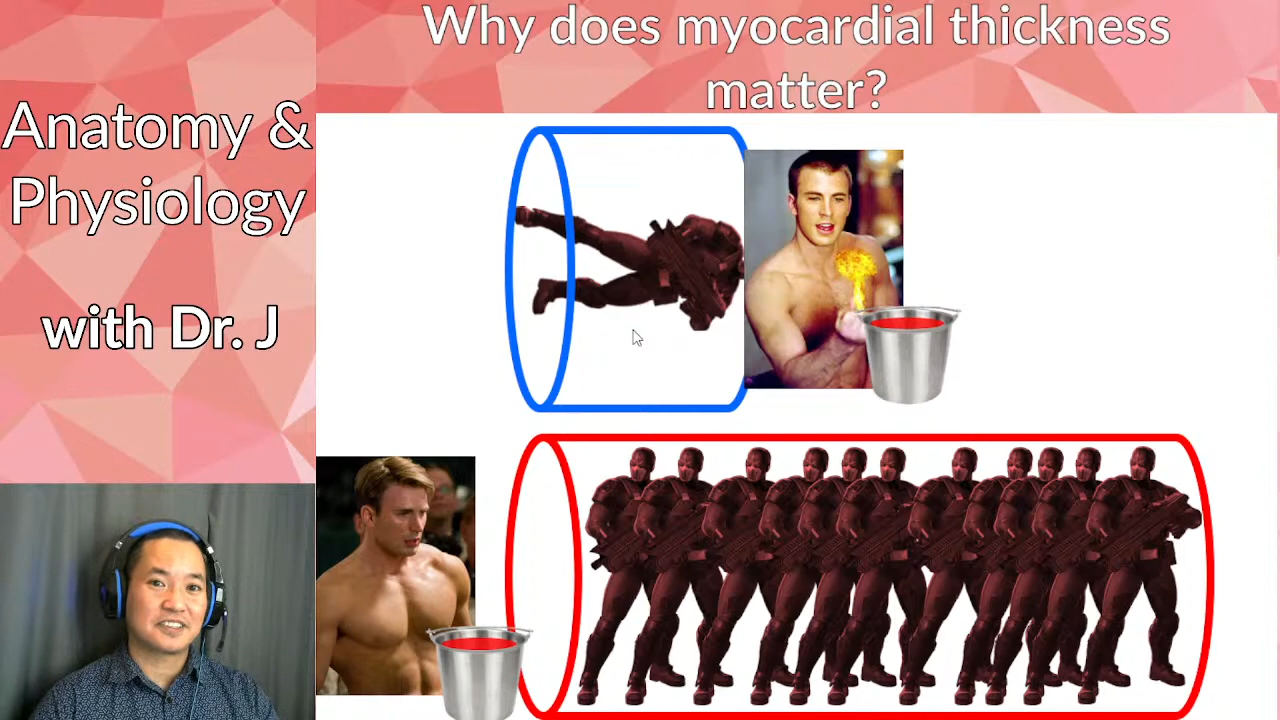 Anatomy &
Physiology
with Dr. J
Why does myocardial thickness
matter?